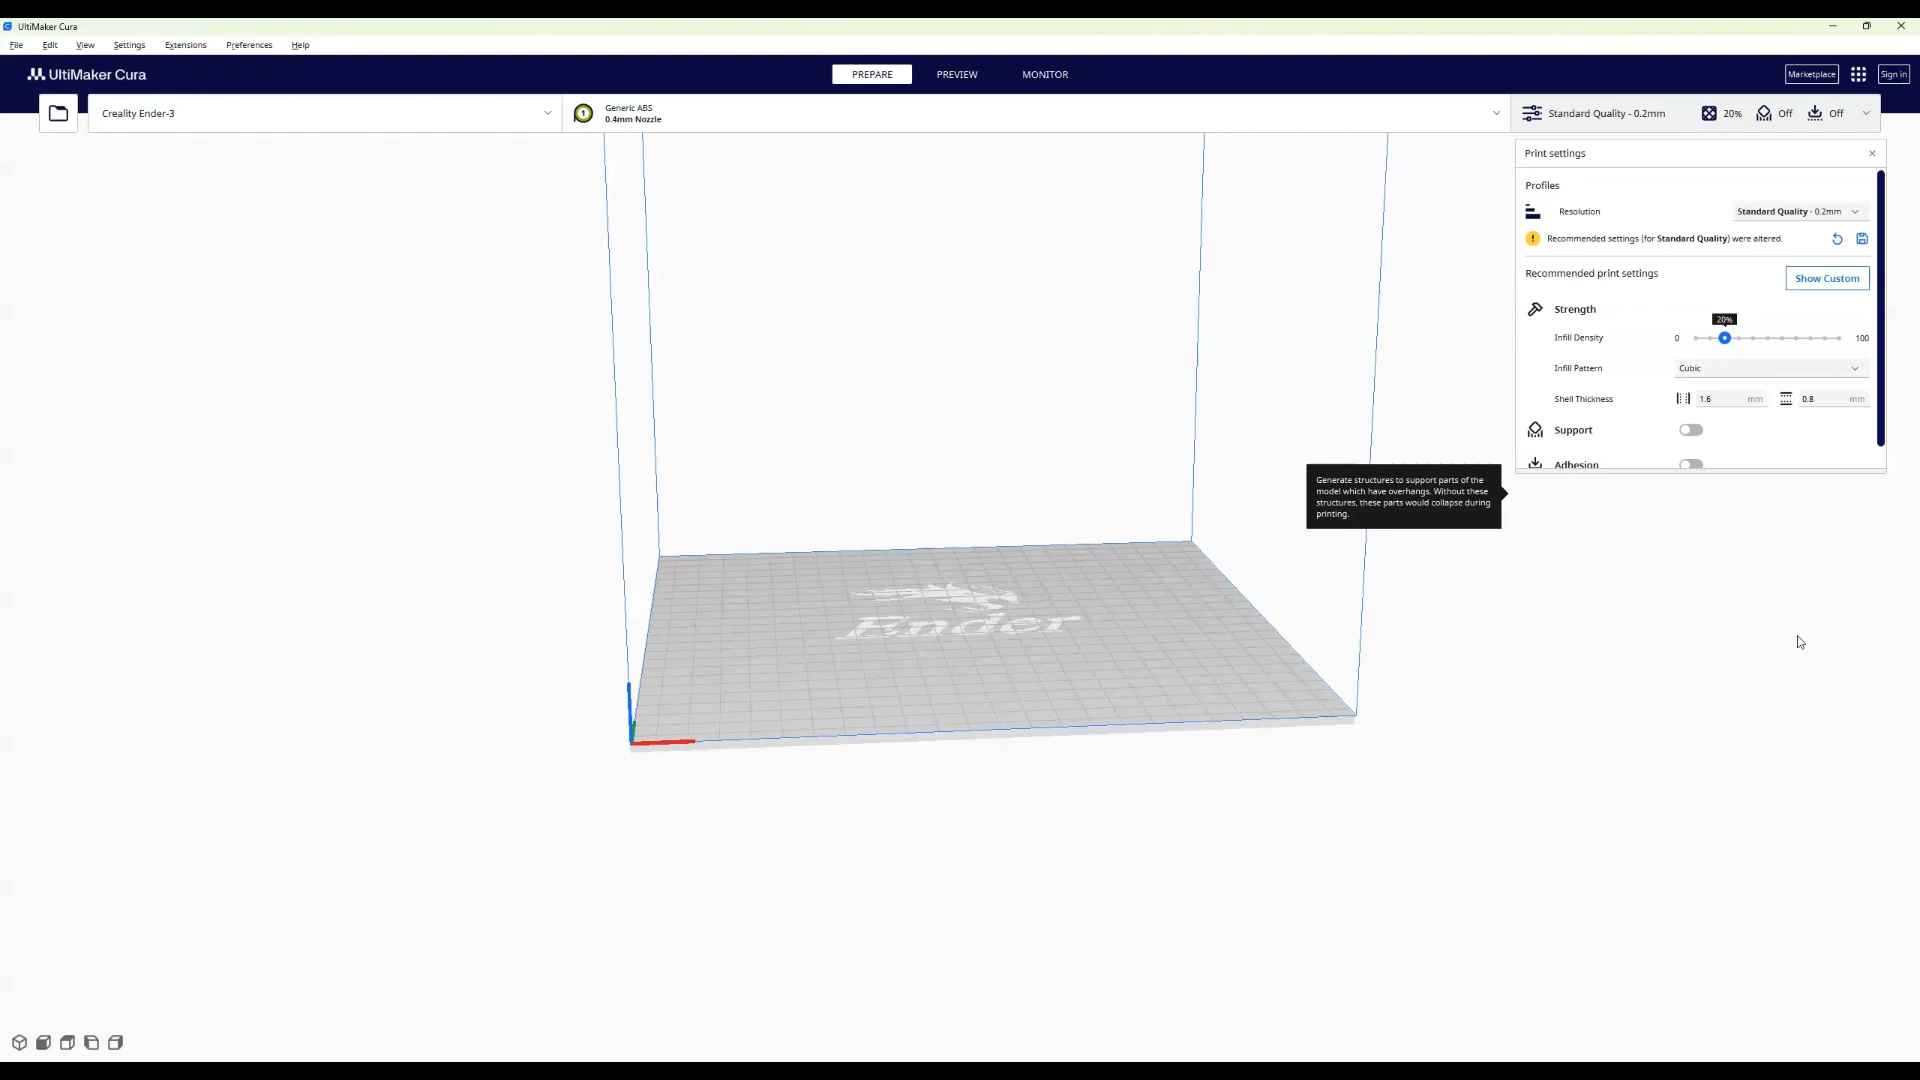 UltiMaker Cura
File Edit View Settings Extensions Preferences Help
UltiMaker Cura
PREPARE PREVIEW MONITOR
Marketplace
Sign in
Creality Ender-3
1
Generic ABS
0.4mm Nozzle
Standard Quality - 0.2mm
20%
Off
Off
Print settings
Profiles
Resolution
Standard Quality - 0.2mm
Recommended settings (for Standard Quality) were altered.
Recommended print settings
Show Custom
Strength
20%
Infill Density
0
100
Infill Pattern
Cubic
Shell Thickness
1.6 mm
0.8 mm
Support
Adhesion
Generate structures to support parts of the
model which have overhangs. Without these
structures, these parts would collapse during
printing.
Ender